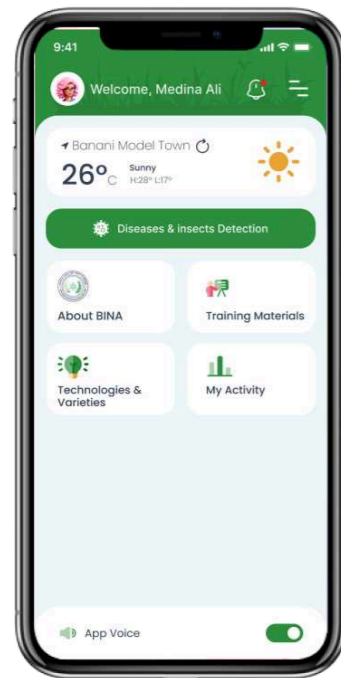 9:41
Welcome, Medina Ali
Banani Model Town
26°C
Sunny
H:28° L:17°
Diseases & insects Detection
About BINA
Training Materials
Technologies &
Varieties
My Activity
App Voice